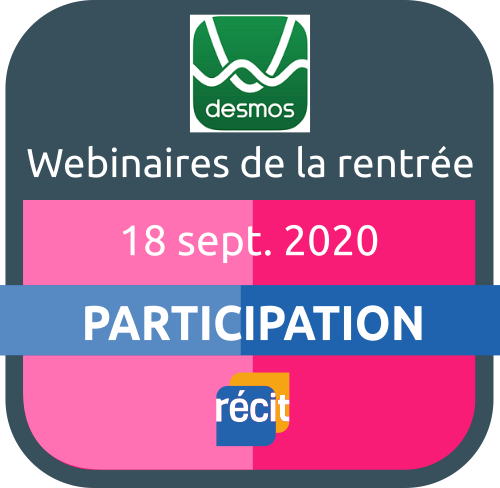 desmos
Webinaires de la rentrée
18 sept. 2020
PARTICIPATION
récit